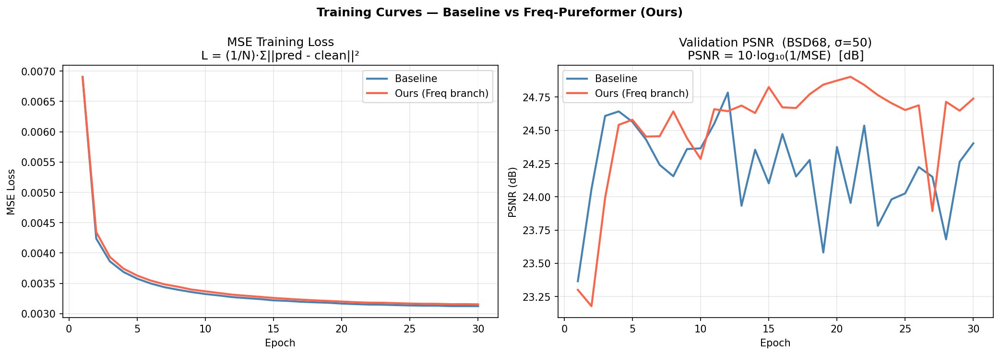 Training Curves — Baseline vs Freq-Pureformer (Ours)
MSE Training Loss
L = (1/N)·Σ||pred - clean||²
0.0070
0.0065
0.0060
0.0055
0.0050
0.0045
0.0040
0.0035
0.0030
MSE Loss
Baseline
Ours (Freq branch)
0 5 10 15 20 25 30
Epoch
Validation PSNR (BSD68, σ=50)
PSNR = 10·log₁₀(1/MSE) [dB]
24.75
24.50
24.25
24.00
23.75
23.50
23.25
PSNR (dB)
Baseline
Ours (Freq branch)
0 5 10 15 20 25 30
Epoch